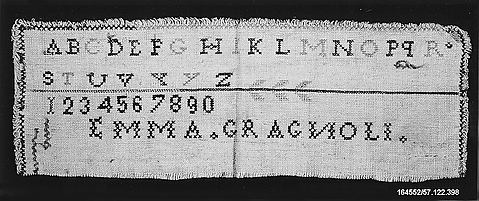 ABCDEFGHIKLMNOPqR
STUVXYZ
1234567890
EMMA.GRAGNOLI.
164552/57.122.398